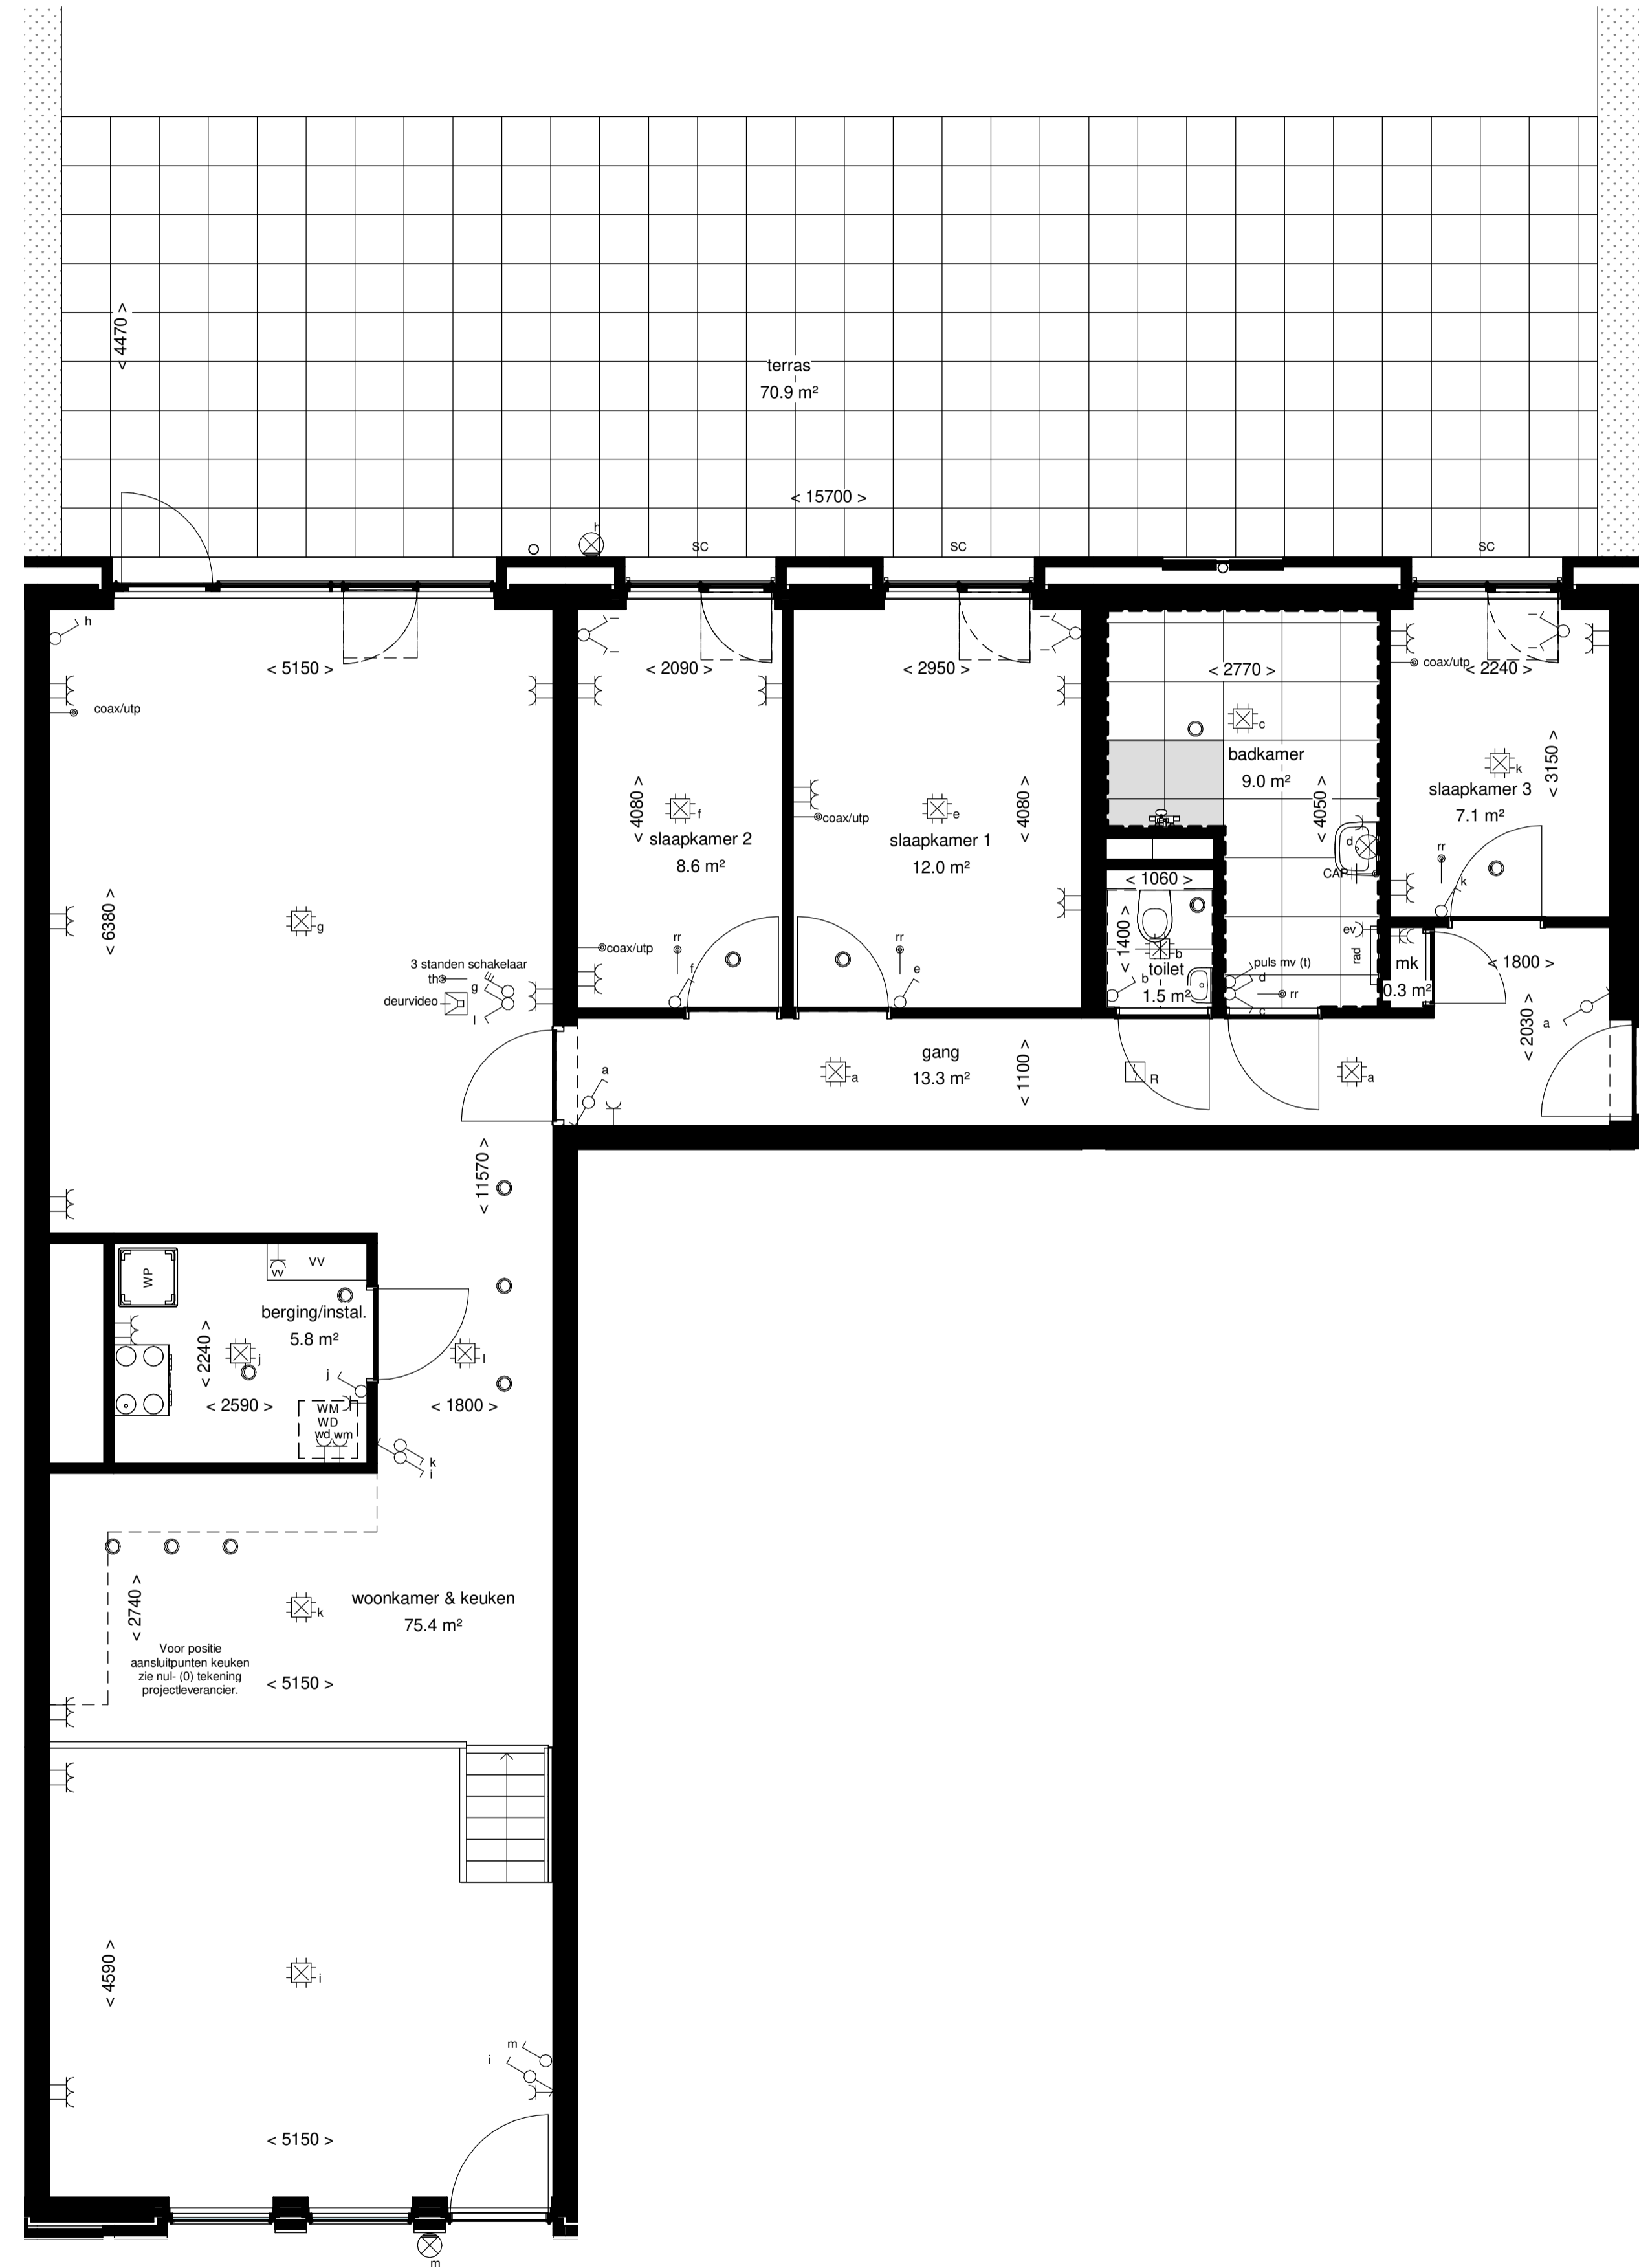 < 4470 >
terras
70.9 m²
< 15700 >
h
SC
SC
SC
h
< 5150 >
< 2090 >
< 2950 >
< 2770 >
coax/utp
< 2240 >
coax/utp
c
badkamer
9.0 m²
k
< 3150 >
slaapkamer 3
7.1 m²
< 4080 >
f
slaapkamer 2
8.6 m²
coax/utp
e
slaapkamer 1
12.0 m²
< 4080 >
< 4050 >
d
CAP
rr
k
< 6380 >
g
< 1060 >
< 1400 >
b
toilet
1.5 m²
b
ev
rad
mk
0.3 m²
< 1800 >
coax/utp
rr
f
rr
e
puls mv (t)
d
rr
c
3 standen schakelaar
th
g
deurvideo
l
a
< 2030 >
a
gang
13.3 m²
a
< 1100 >
R
a
< 11570 >
WP
vv
VV
berging/instal.
5.8 m²
< 2240 >
j
l
j
< 2590 >
< 1800 >
WM
WD
wd wm
k
i
< 2740 >
k
woonkamer & keuken
75.4 m²
Voor positie
aansluitpunten keuken
zie nul- (0) tekening
projectleverancier.
< 5150 >
< 4590 >
i
m
i
< 5150 >
m